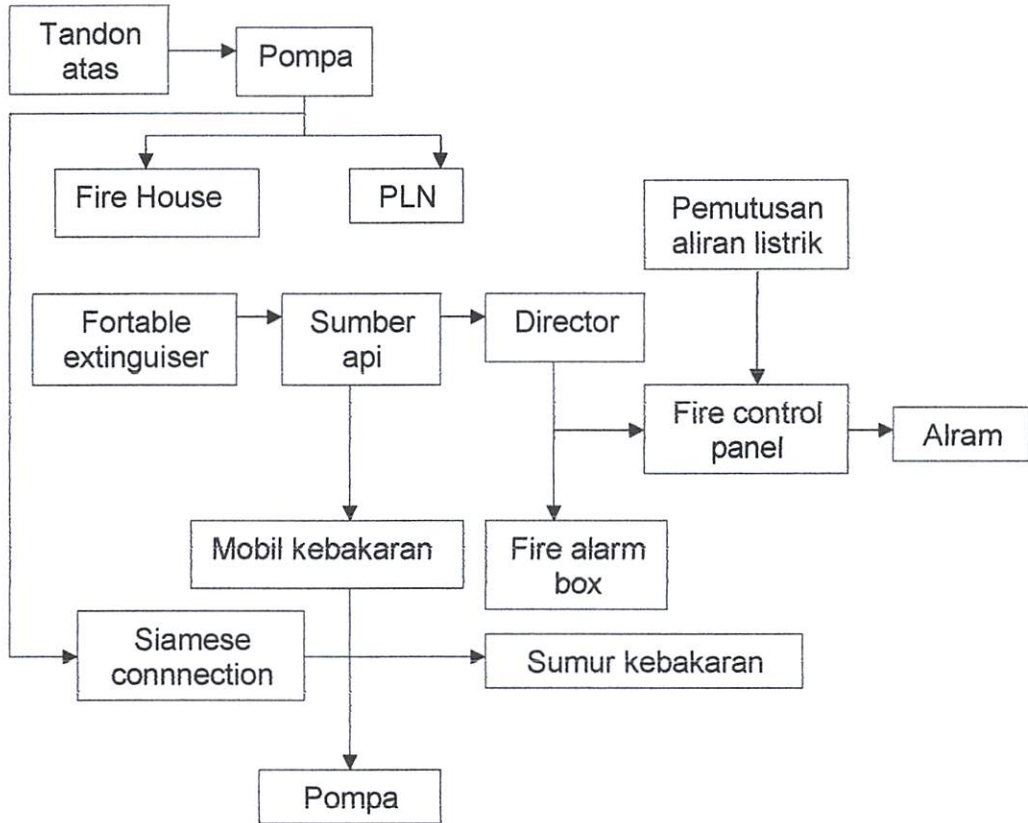 Tandon
atas
Pompa
Fire House
PLN
Pemutusan
aliran listrik
Fortable
extinguiser
Sumber
api
Director
Fire control
panel
Alram
Mobil kebakaran
Fire alarm
box
Siamese
connnection
Sumur kebakaran
Pompa